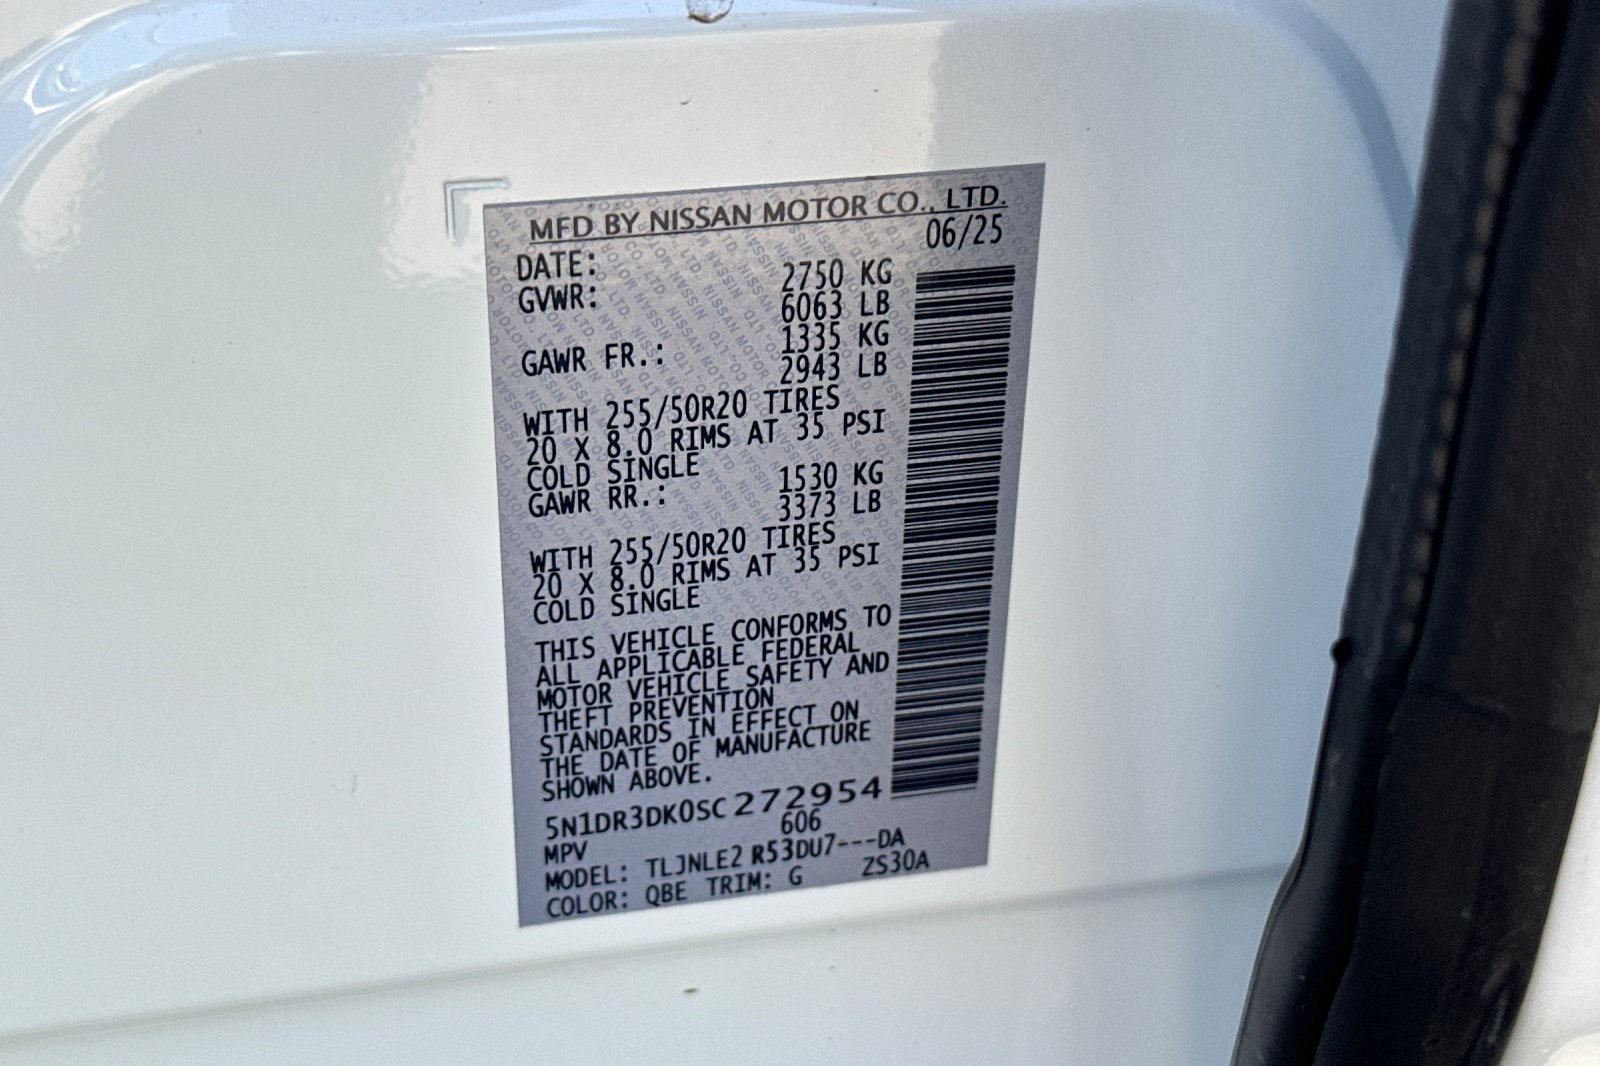 MFD BY NISSAN MOTOR CO., LTD.
DATE: 06/25
GVWR: 2750 KG
6063 LB
GAWR FR.: 1335 KG
2943 LB
WITH 255/50R20 TIRES
20 X 8.0 RIMS AT 35 PSI
COLD SINGLE
GAWR RR.: 1530 KG
3373 LB
WITH 255/50R20 TIRES
20 X 8.0 RIMS AT 35 PSI
COLD SINGLE
THIS VEHICLE CONFORMS TO
ALL APPLICABLE FEDERAL
MOTOR VEHICLE SAFETY AND
THEFT PREVENTION
STANDARDS IN EFFECT ON
THE DATE OF MANUFACTURE
SHOWN ABOVE.
5N1DR3DK0SC272954
MPV 606
MODEL: TLJNLE2 R53DU7---DA
COLOR: QBE TRIM: G ZS30A